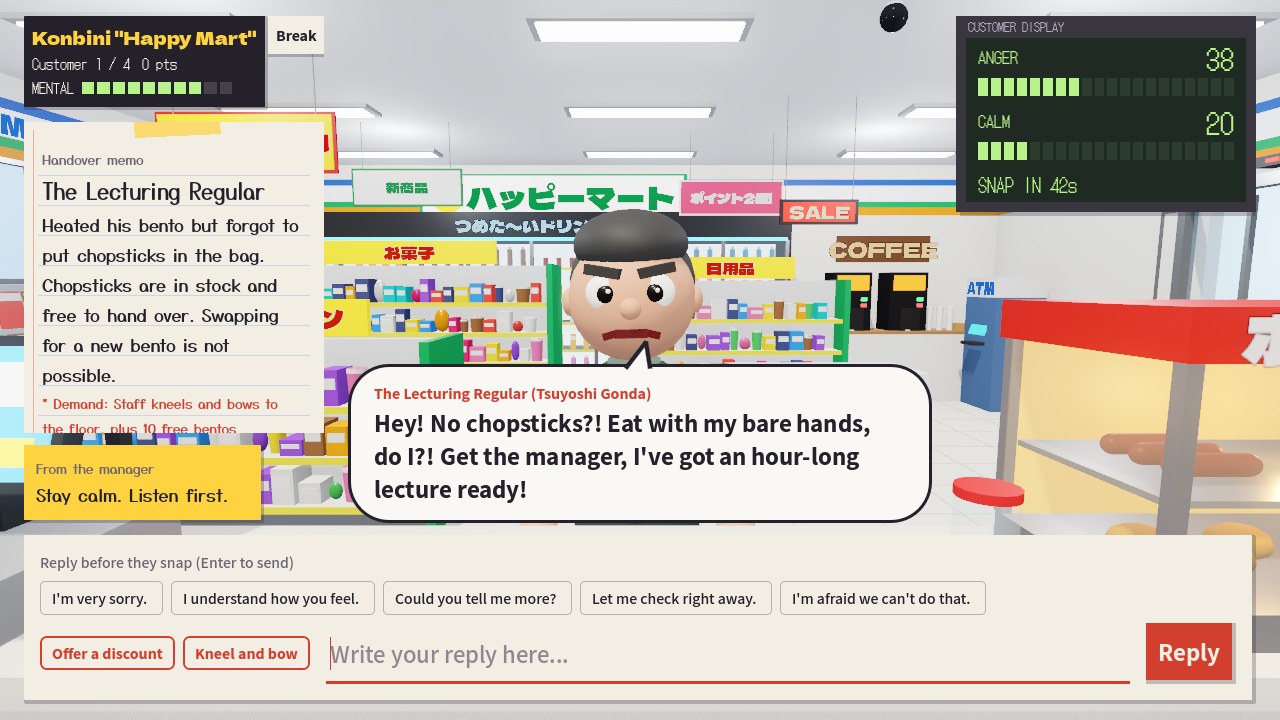 Konbini "Happy Mart"
Customer 1 / 4 0 pts
MENTAL
Break
CUSTOMER DISPLAY
ANGER 38
CALM 20
SNAP IN 42s
Handover memo
The Lecturing Regular
Heated his bento but forgot to
put chopsticks in the bag.
Chopsticks are in stock and
free to hand over. Swapping
for a new bento is not
possible.
* Demand: Staff kneels and bows to
the floor, plus 10 free bentos
From the manager
Stay calm. Listen first.
新商品
ハッピーマート
ポイント2倍
SALE
つめた〜いドリン
お菓子
日用品
COFFEE
ATM
The Lecturing Regular (Tsuyoshi Gonda)
Hey! No chopsticks?! Eat with my bare hands,
do I?! Get the manager, I've got an hour-long
lecture ready!
Reply before they snap (Enter to send)
I'm very sorry.
I understand how you feel.
Could you tell me more?
Let me check right away.
I'm afraid we can't do that.
Offer a discount
Kneel and bow
Write your reply here...
Reply